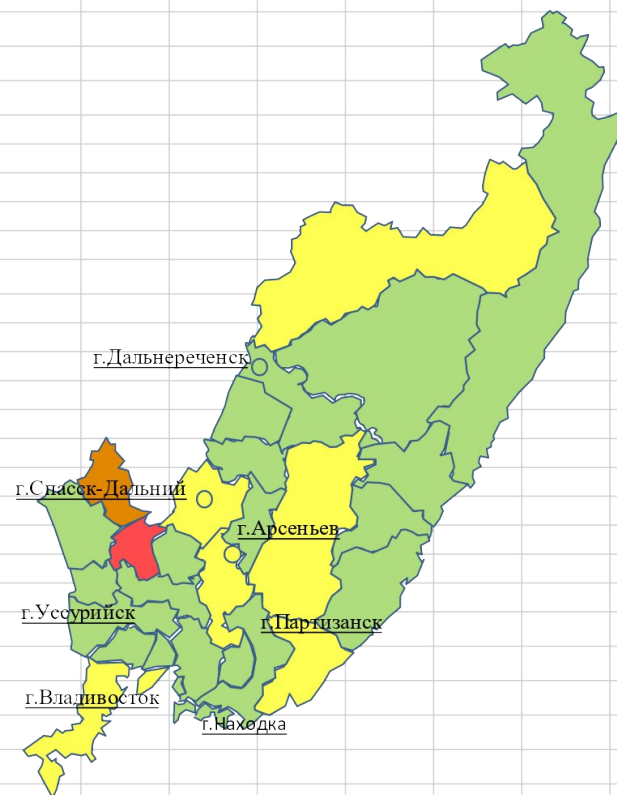 г.Дальнереченск
г.Спасск-Дальний
г.Арсеньев
г.Уссурийск
г.Партизанск
г.Владивосток
г.Находка